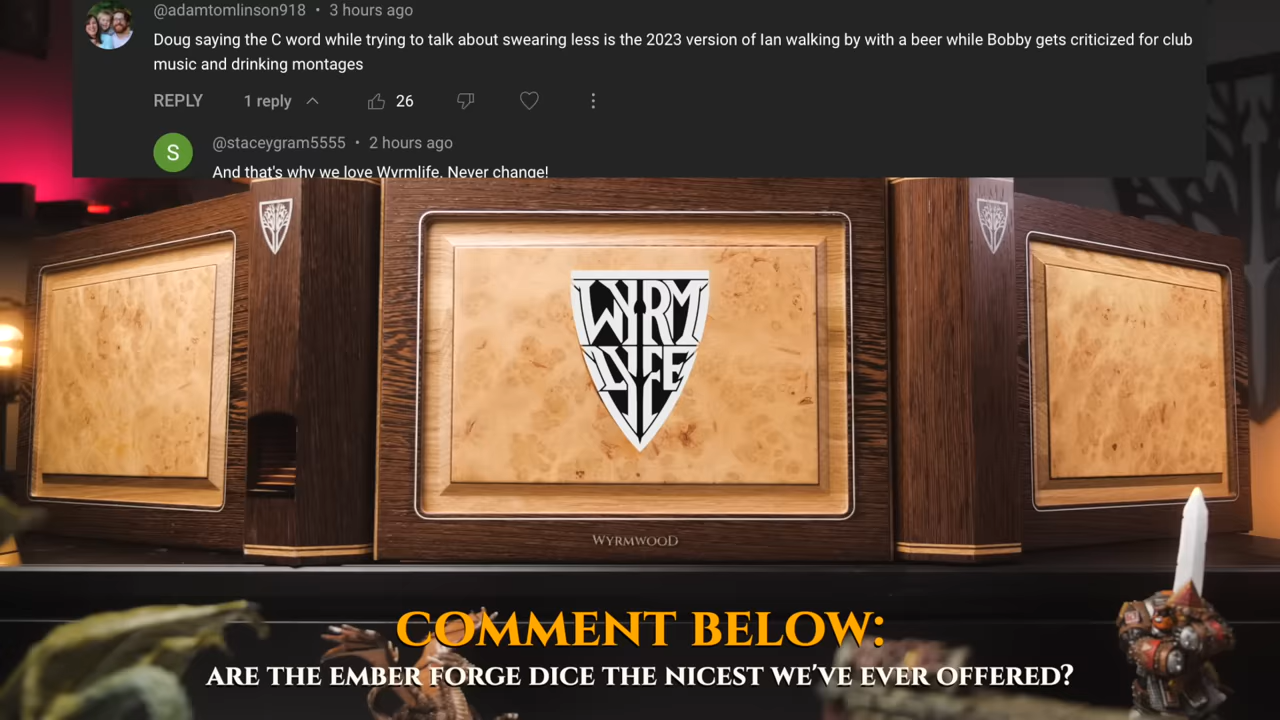 @adamtomlinson918 • 3 hours ago
Doug saying the C word while trying to talk about swearing less is the 2023 version of Ian walking by with a beer while Bobby gets criticized for club
music and drinking montages
REPLY 1 reply 26
S
@staceygram5555 • 2 hours ago
And that's why we love Wyrmlife. Never change!
WYRM
LYFE
WYRMWOOD
COMMENT BELOW:
ARE THE EMBER FORGE DICE THE NICEST WE'VE EVER OFFERED?